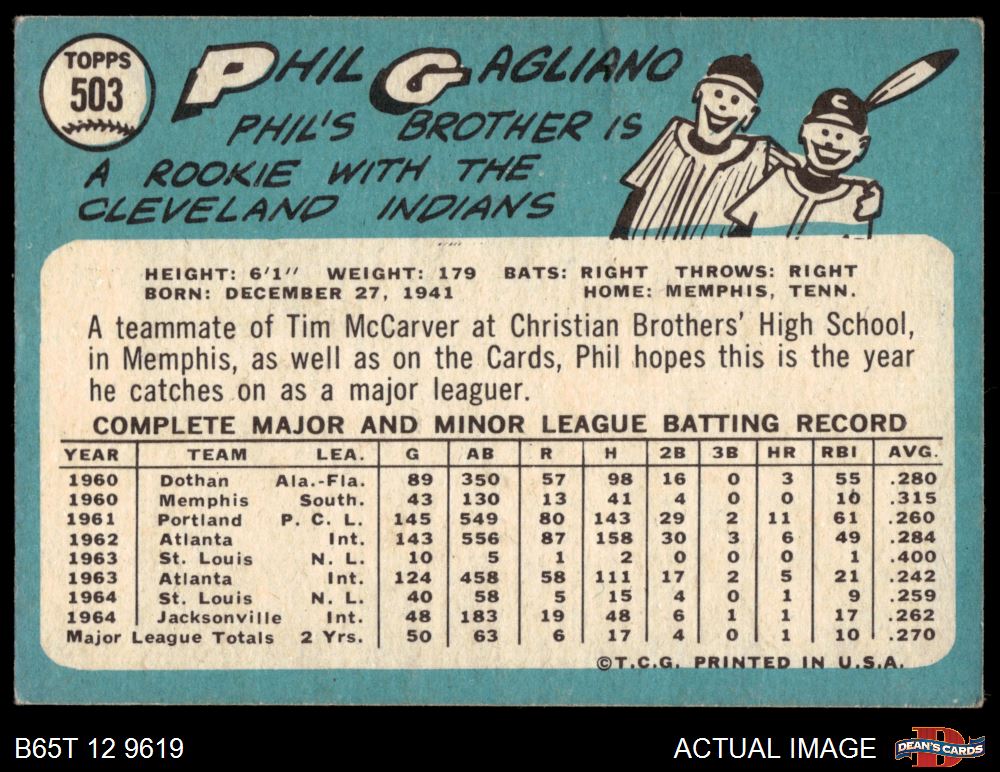 TOPPS
503
PHIL GAGLIANO
PHIL'S BROTHER IS
A ROOKIE WITH THE
CLEVELAND INDIANS
C
HEIGHT: 6'1" WEIGHT: 179 BATS: RIGHT THROWS: RIGHT
BORN: DECEMBER 27, 1941 HOME: MEMPHIS, TENN.
A teammate of Tim McCarver at Christian Brothers' High School,
in Memphis, as well as on the Cards, Phil hopes this is the year
he catches on as a major leaguer.
COMPLETE MAJOR AND MINOR LEAGUE BATTING RECORD
YEAR TEAM LEA. G AB R H 2B 3B HR RBI AVG.
1960 Dothan Ala.-Fla. 89 350 57 98 16 0 3 55 .280
1960 Memphis South. 43 130 13 41 4 0 0 10 .315
1961 Portland P. C. L. 145 549 80 143 29 2 11 61 .260
1962 Atlanta Int. 143 556 87 158 30 3 6 49 .284
1963 St. Louis N. L. 10 5 1 2 0 0 0 1 .400
1963 Atlanta Int. 124 458 58 111 17 2 5 21 .242
1964 St. Louis N. L. 40 58 5 15 4 0 1 9 .259
1964 Jacksonville Int. 48 183 19 48 6 1 1 17 .262
Major League Totals 2 Yrs. 50 63 6 17 4 0 1 10 .270
©T.C.G. PRINTED IN U.S.A.
B65T 12 9619 ACTUAL IMAGE
D
DEAN'S CARDS